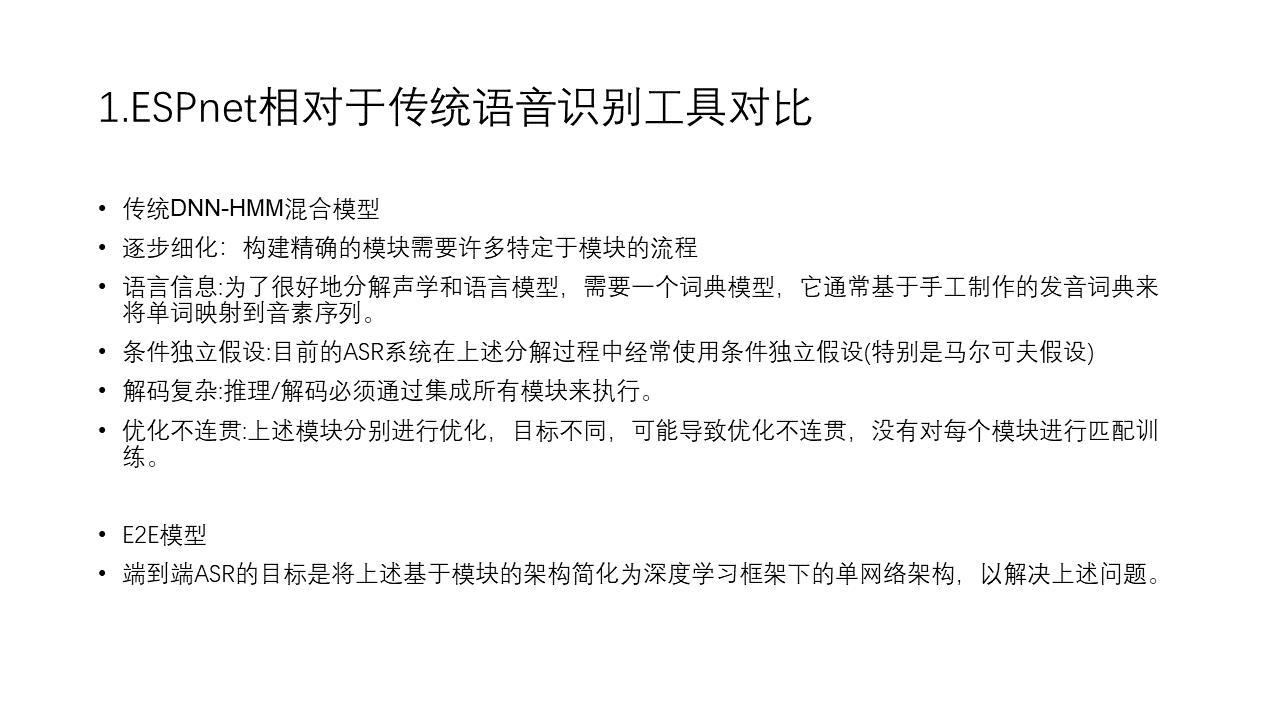 1.ESPnet相对于传统语音识别工具对比
• 传统DNN-HMM混合模型
• 逐步细化：构建精确的模块需要许多特定于模块的流程
• 语言信息:为了很好地分解声学和语言模型，需要一个词典模型，它通常基于手工制作的发音词典来
将单词映射到音素序列。
• 条件独立假设:目前的ASR系统在上述分解过程中经常使用条件独立假设(特别是马尔可夫假设)
• 解码复杂:推理/解码必须通过集成所有模块来执行。
• 优化不连贯:上述模块分别进行优化，目标不同，可能导致优化不连贯，没有对每个模块进行匹配训
练。
• E2E模型
• 端到端ASR的目标是将上述基于模块的架构简化为深度学习框架下的单网络架构，以解决上述问题。